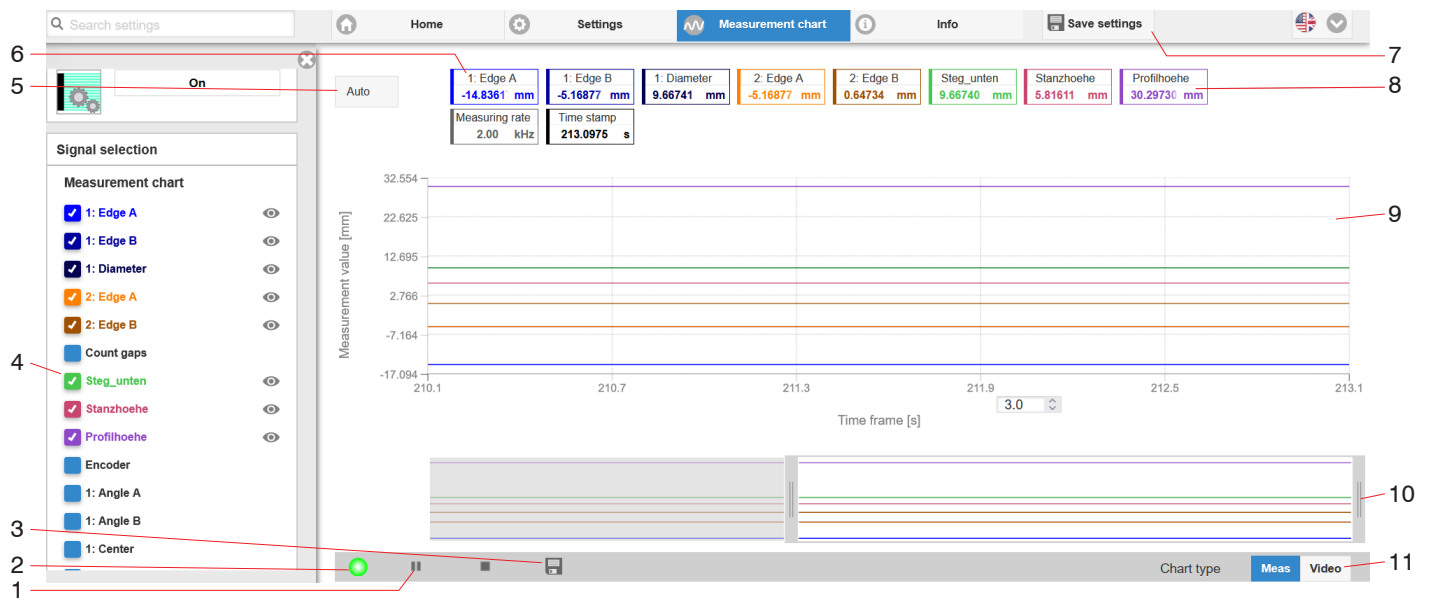 Search settings
Home
Settings
Measurement chart
Info
Save settings
6
7
On
5
Auto
1: Edge A
1: Edge B
1: Diameter
2: Edge A
2: Edge B
Steg_unten
Stanzhoehe
Profilhoehe
-14.8361 mm
-5.16877 mm
9.66741 mm
-5.16877 mm
0.64734 mm
9.66740 mm
5.81611 mm
30.29730 mm
8
Measuring rate
Time stamp
2.00 kHz
213.0975 s
Signal selection
Measurement chart
1: Edge A
1: Edge B
1: Diameter
2: Edge A
2: Edge B
Count gaps
4
Steg_unten
Stanzhoehe
Profilhoehe
Encoder
1: Angle A
1: Angle B
1: Center
Measurement value [mm]
32.554
22.625
12.695
2.766
-7.164
-17.094
9
210.1
210.7
211.3
211.9
212.5
213.1
3.0
Time frame [s]
10
3
2
1
Chart type
Meas
Video
11